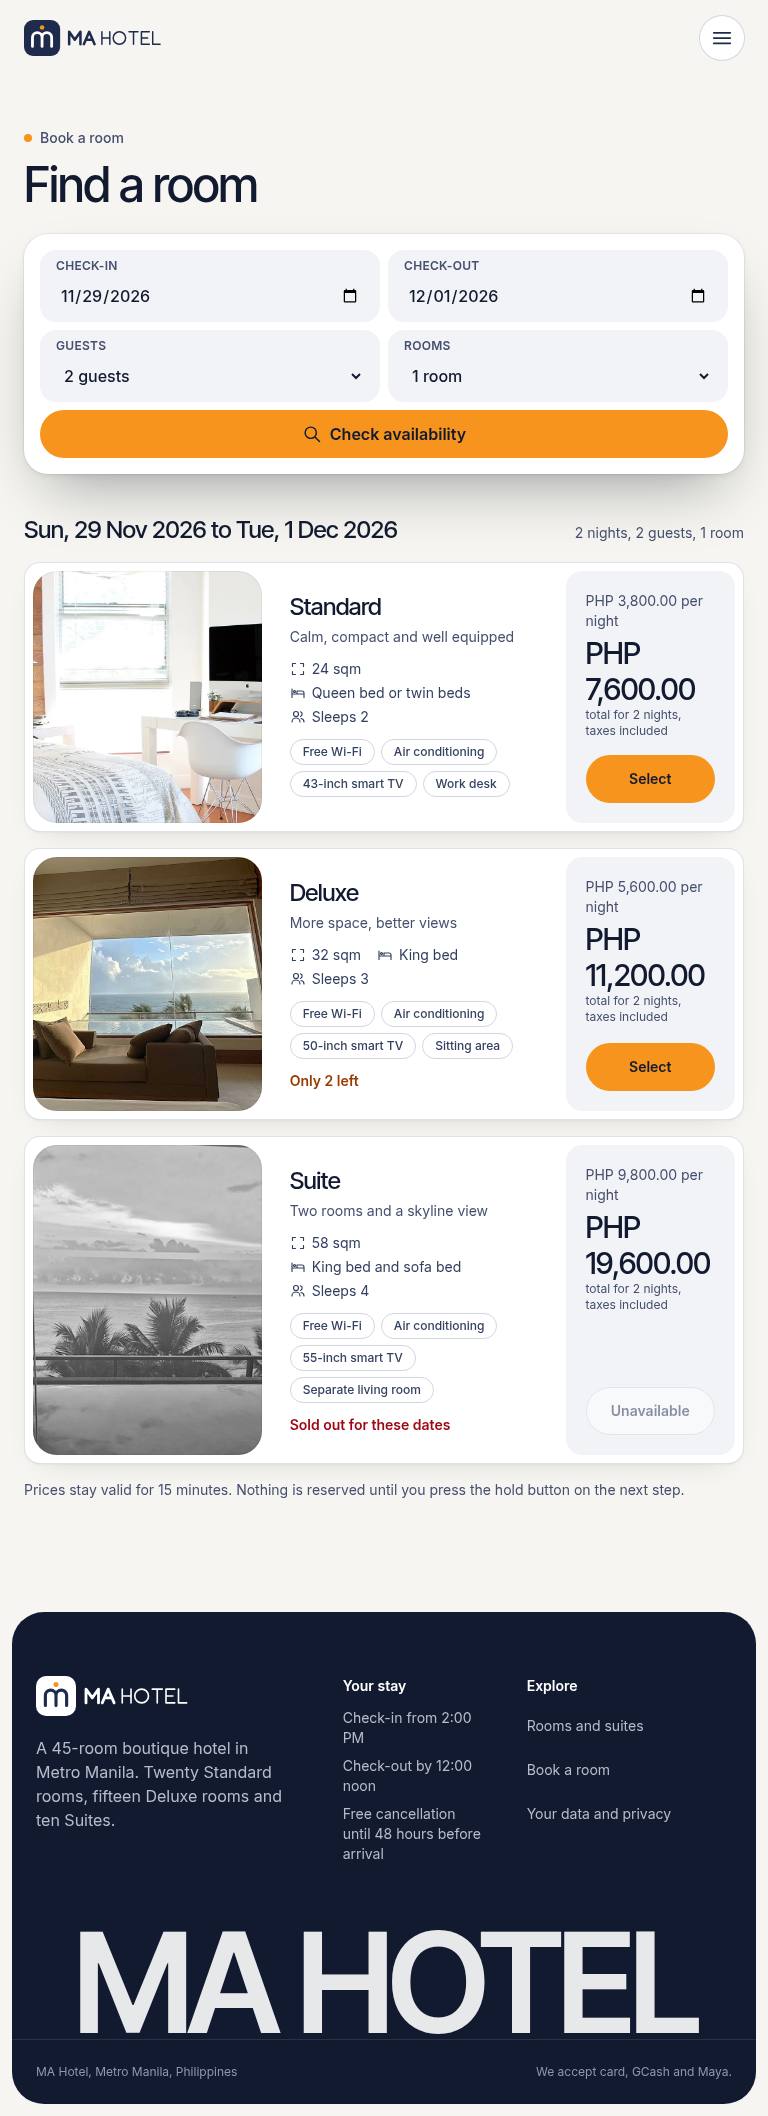 MA HOTEL
Book a room
Find a room
CHECK-IN
11/29/2026
CHECK-OUT
12/01/2026
GUESTS
2 guests
ROOMS
1 room
Check availability
Sun, 29 Nov 2026 to Tue, 1 Dec 2026
2 nights, 2 guests, 1 room
Standard
Calm, compact and well equipped
24 sqm
Queen bed or twin beds
Sleeps 2
Free Wi-Fi
Air conditioning
43-inch smart TV
Work desk
PHP 3,800.00 per
night
PHP
7,600.00
total for 2 nights,
taxes included
Select
Deluxe
More space, better views
32 sqm
King bed
Sleeps 3
Free Wi-Fi
Air conditioning
50-inch smart TV
Sitting area
Only 2 left
PHP 5,600.00 per
night
PHP
11,200.00
total for 2 nights,
taxes included
Select
Suite
Two rooms and a skyline view
58 sqm
King bed and sofa bed
Sleeps 4
Free Wi-Fi
Air conditioning
55-inch smart TV
Separate living room
Sold out for these dates
PHP 9,800.00 per
night
PHP
19,600.00
total for 2 nights,
taxes included
Unavailable
Prices stay valid for 15 minutes. Nothing is reserved until you press the hold button on the next step.
MA HOTEL
A 45-room boutique hotel in
Metro Manila. Twenty Standard
rooms, fifteen Deluxe rooms and
ten Suites.
Your stay
Check-in from 2:00
PM
Check-out by 12:00
noon
Free cancellation
until 48 hours before
arrival
Explore
Rooms and suites
Book a room
Your data and privacy
MA HOTEL
MA Hotel, Metro Manila, Philippines
We accept card, GCash and Maya.